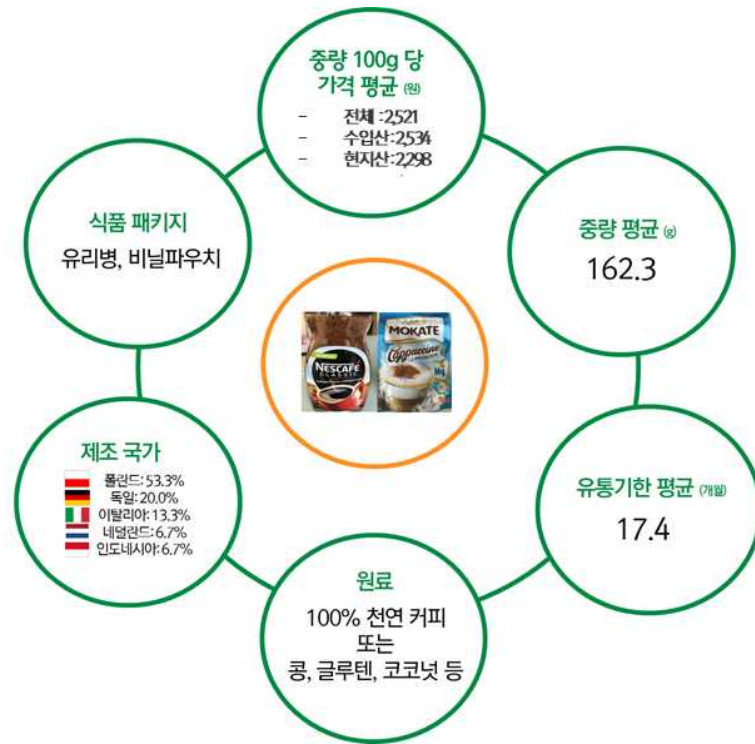 중량 100g 당
가격 평균 (원)
- 전체 :2,521
- 수입산:2,534
- 현지산:2,298
식품 패키지
유리병, 비닐파우치
중량 평균 (g)
162.3
NESCAFÉ
CLASSIC
MOKATE
Cappuccino
제조 국가
폴란드: 53.3%
독일: 20.0%
이탈리아: 13.3%
네덜란드: 6.7%
인도네시아: 6.7%
유통기한 평균 (개월)
17.4
원료
100% 천연 커피
또는
콩, 글루텐, 코코넛 등